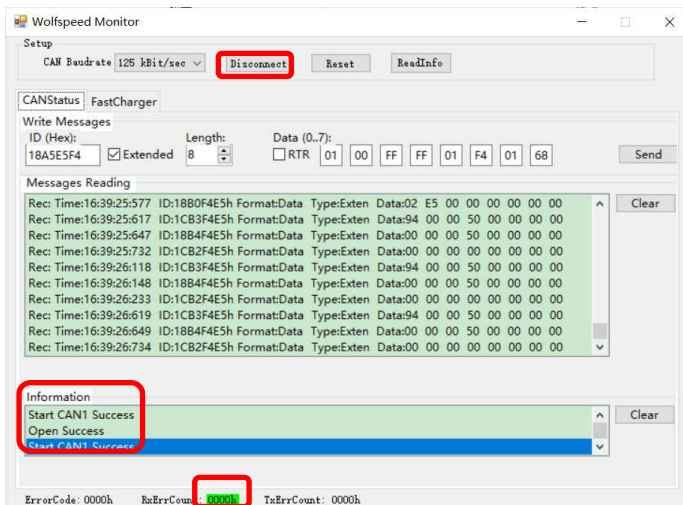 Wolfspeed Monitor
Setup
CAN Baudrate 125 kBit/sec Disconnect Reset ReadInfo
CANStatus FastCharger
Write Messages
ID (Hex): Length: Data (0..7):
18A5E5F4 Extended 8 RTR 01 00 FF FF 01 F4 01 68 Send
Messages Reading
Rec: Time:16:39:25:577 ID:18B0F4E5h Format:Data Type:Exten Data:02 E5 00 00 00 00 00 00 Clear
Rec: Time:16:39:25:617 ID:1CB3F4E5h Format:Data Type:Exten Data:94 00 00 50 00 00 00 00
Rec: Time:16:39:25:647 ID:18B4F4E5h Format:Data Type:Exten Data:00 00 00 50 00 00 00 00
Rec: Time:16:39:25:732 ID:1CB2F4E5h Format:Data Type:Exten Data:00 00 00 00 00 00 00 00
Rec: Time:16:39:26:118 ID:1CB3F4E5h Format:Data Type:Exten Data:94 00 00 50 00 00 00 00
Rec: Time:16:39:26:148 ID:18B4F4E5h Format:Data Type:Exten Data:00 00 00 50 00 00 00 00
Rec: Time:16:39:26:233 ID:1CB2F4E5h Format:Data Type:Exten Data:00 00 00 00 00 00 00 00
Rec: Time:16:39:26:619 ID:1CB3F4E5h Format:Data Type:Exten Data:94 00 00 50 00 00 00 00
Rec: Time:16:39:26:649 ID:18B4F4E5h Format:Data Type:Exten Data:00 00 00 50 00 00 00 00
Rec: Time:16:39:26:734 ID:1CB2F4E5h Format:Data Type:Exten Data:00 00 00 00 00 00 00 00
Information
Start CAN1 Success Clear
Open Success
Start CAN1 Success
ErrorCode: 0000h RxErrCount: 0000h TxErrCount: 0000h